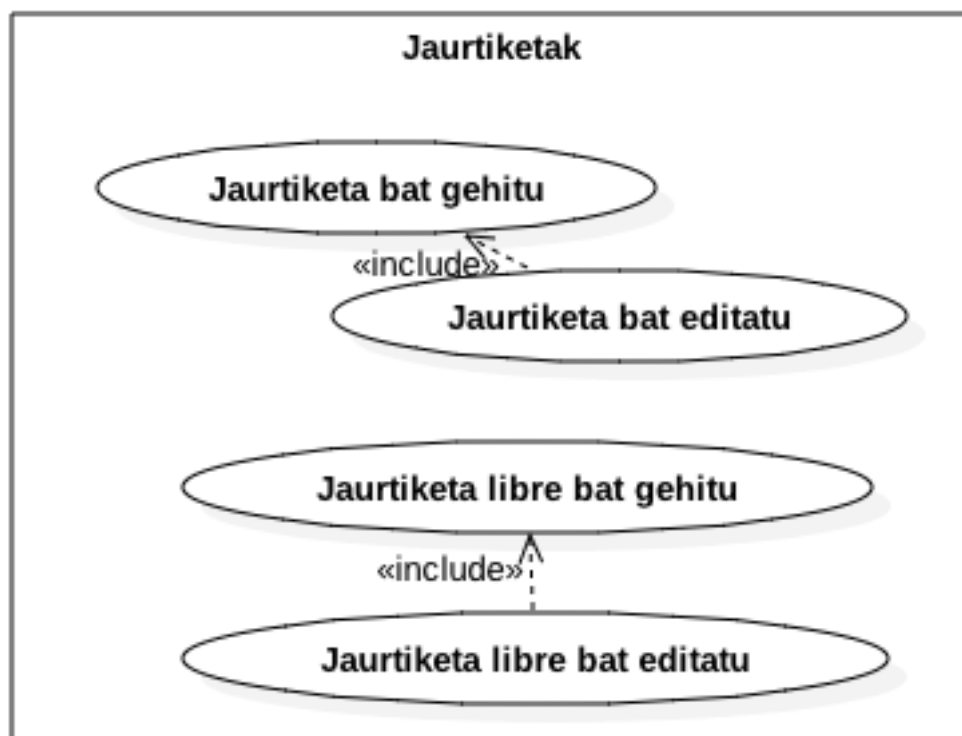 Jaurtiketak
Jaurtiketa bat gehitu
«include»
Jaurtiketa bat editatu
Jaurtiketa libre bat gehitu
«include»
Jaurtiketa libre bat editatu